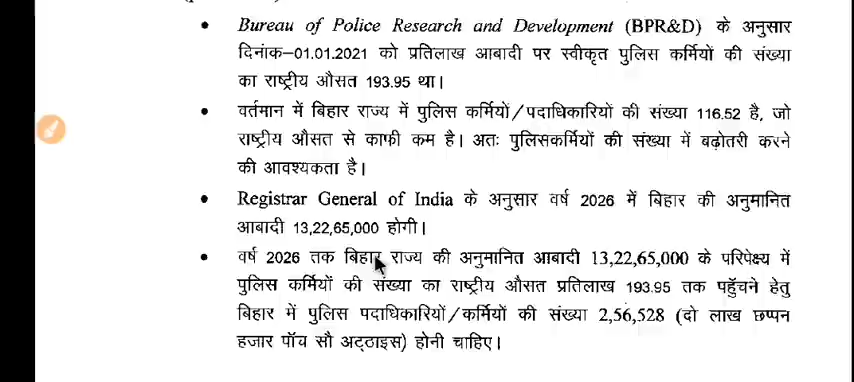 • Bureau of Police Research and Development (BPR&D) के अनुसार
दिनांक–01.01.2021 को प्रतिलाख आबादी पर स्वीकृत पुलिस कर्मियों की संख्या
का राष्ट्रीय औसत 193.95 था।
• वर्तमान में बिहार राज्य में पुलिस कर्मियों/पदाधिकारियों की संख्या 116.52 है, जो
राष्ट्रीय औसत से काफी कम है। अतः पुलिसकर्मियों की संख्या में बढ़ोतरी करने
की आवश्यकता है।
• Registrar General of India के अनुसार वर्ष 2026 में बिहार की अनुमानित
आबादी 13,22,65,000 होगी।
• वर्ष 2026 तक बिहार राज्य की अनुमानित आबादी 13,22,65,000 के परिपेक्ष्य में
पुलिस कर्मियों की संख्या का राष्ट्रीय औसत प्रतिलाख 193.95 तक पहुँचने हेतु
बिहार में पुलिस पदाधिकारियों/कर्मियों की संख्या 2,56,528 (दो लाख छप्पन
हजार पाँच सौ अट्ठाइस) होनी चाहिए।